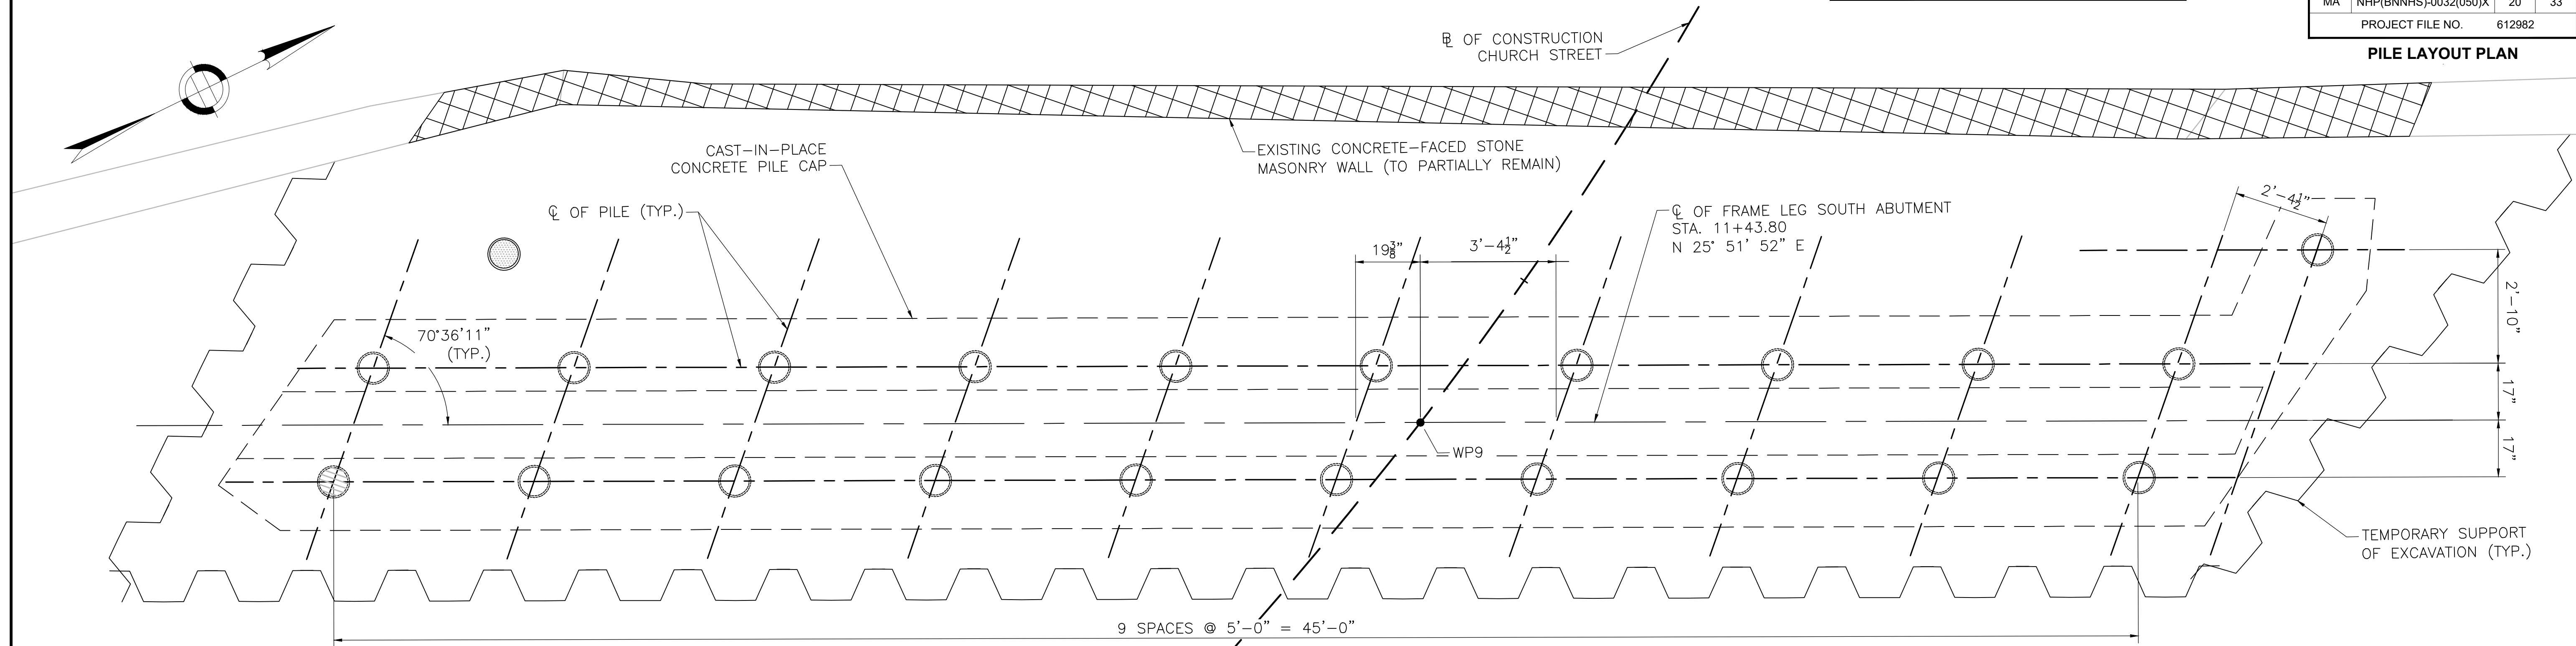 MA NHP(BNNHS)-0032(050)X 20 33
PROJECT FILE NO. 612982
PILE LAYOUT PLAN
℄ OF CONSTRUCTION
CHURCH STREET
CAST-IN-PLACE
CONCRETE PILE CAP
EXISTING CONCRETE-FACED STONE
MASONRY WALL (TO PARTIALLY REMAIN)
℄ OF PILE (TYP.)
℄ OF FRAME LEG SOUTH ABUTMENT
STA. 11+43.80
N 25° 51' 52" E
2'-4½"
19⅜"
3'-4½"
70°36'11"
(TYP.)
2'-10"
17"
17"
WP9
TEMPORARY SUPPORT
OF EXCAVATION (TYP.)
9 SPACES @ 5'-0" = 45'-0"